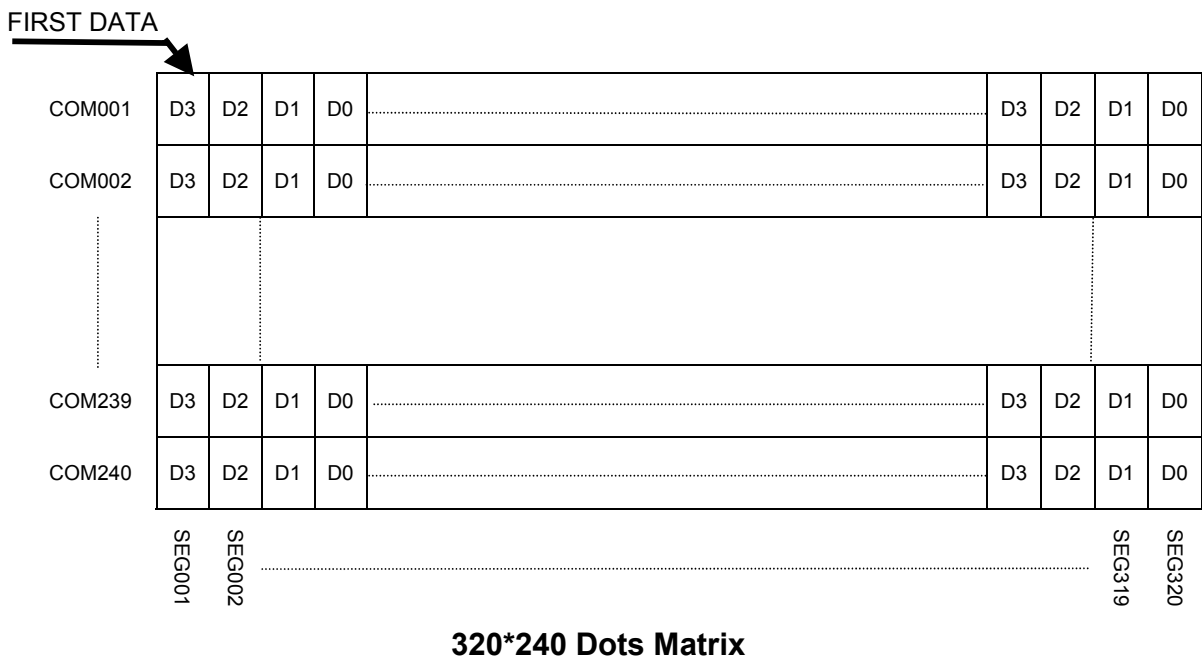 FIRST DATA
COM001 D3 D2 D1 D0 D3 D2 D1 D0
COM002 D3 D2 D1 D0 D3 D2 D1 D0
COM239 D3 D2 D1 D0 D3 D2 D1 D0
COM240 D3 D2 D1 D0 D3 D2 D1 D0
SEG001 SEG002 SEG319 SEG320
320*240 Dots Matrix